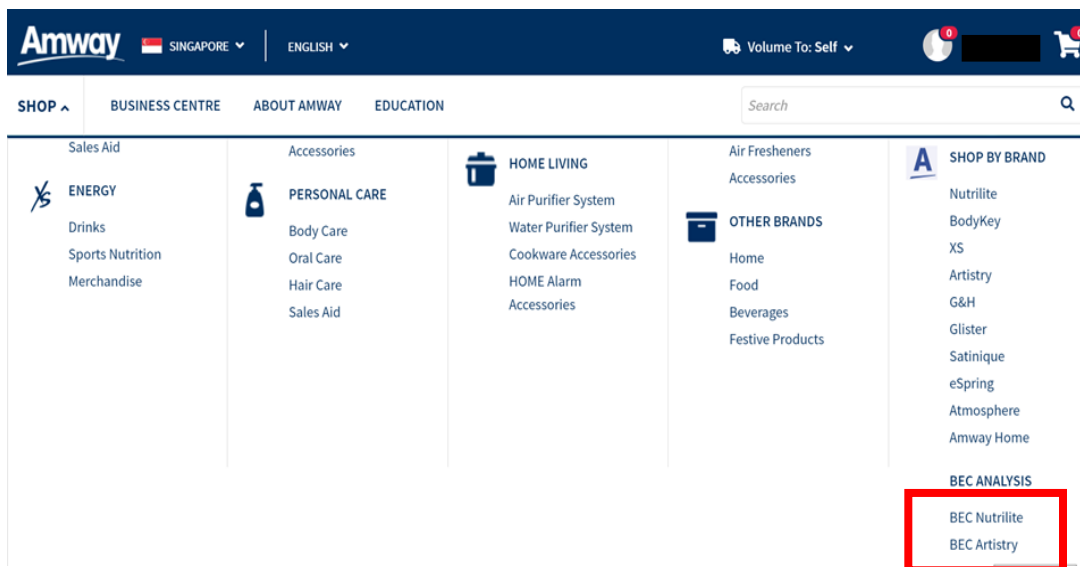 Amway SINGAPORE ENGLISH Volume To: Self 0
SHOP BUSINESS CENTRE ABOUT AMWAY EDUCATION Search
Sales Aid
XS ENERGY
Drinks
Sports Nutrition
Merchandise
Accessories
PERSONAL CARE
Body Care
Oral Care
Hair Care
Sales Aid
HOME LIVING
Air Purifier System
Water Purifier System
Cookware Accessories
HOME Alarm
Accessories
Air Fresheners
Accessories
OTHER BRANDS
Home
Food
Beverages
Festive Products
A SHOP BY BRAND
Nutrilite
BodyKey
XS
Artistry
G&H
Glister
Satinique
eSpring
Atmosphere
Amway Home
BEC ANALYSIS
BEC Nutrilite
BEC Artistry